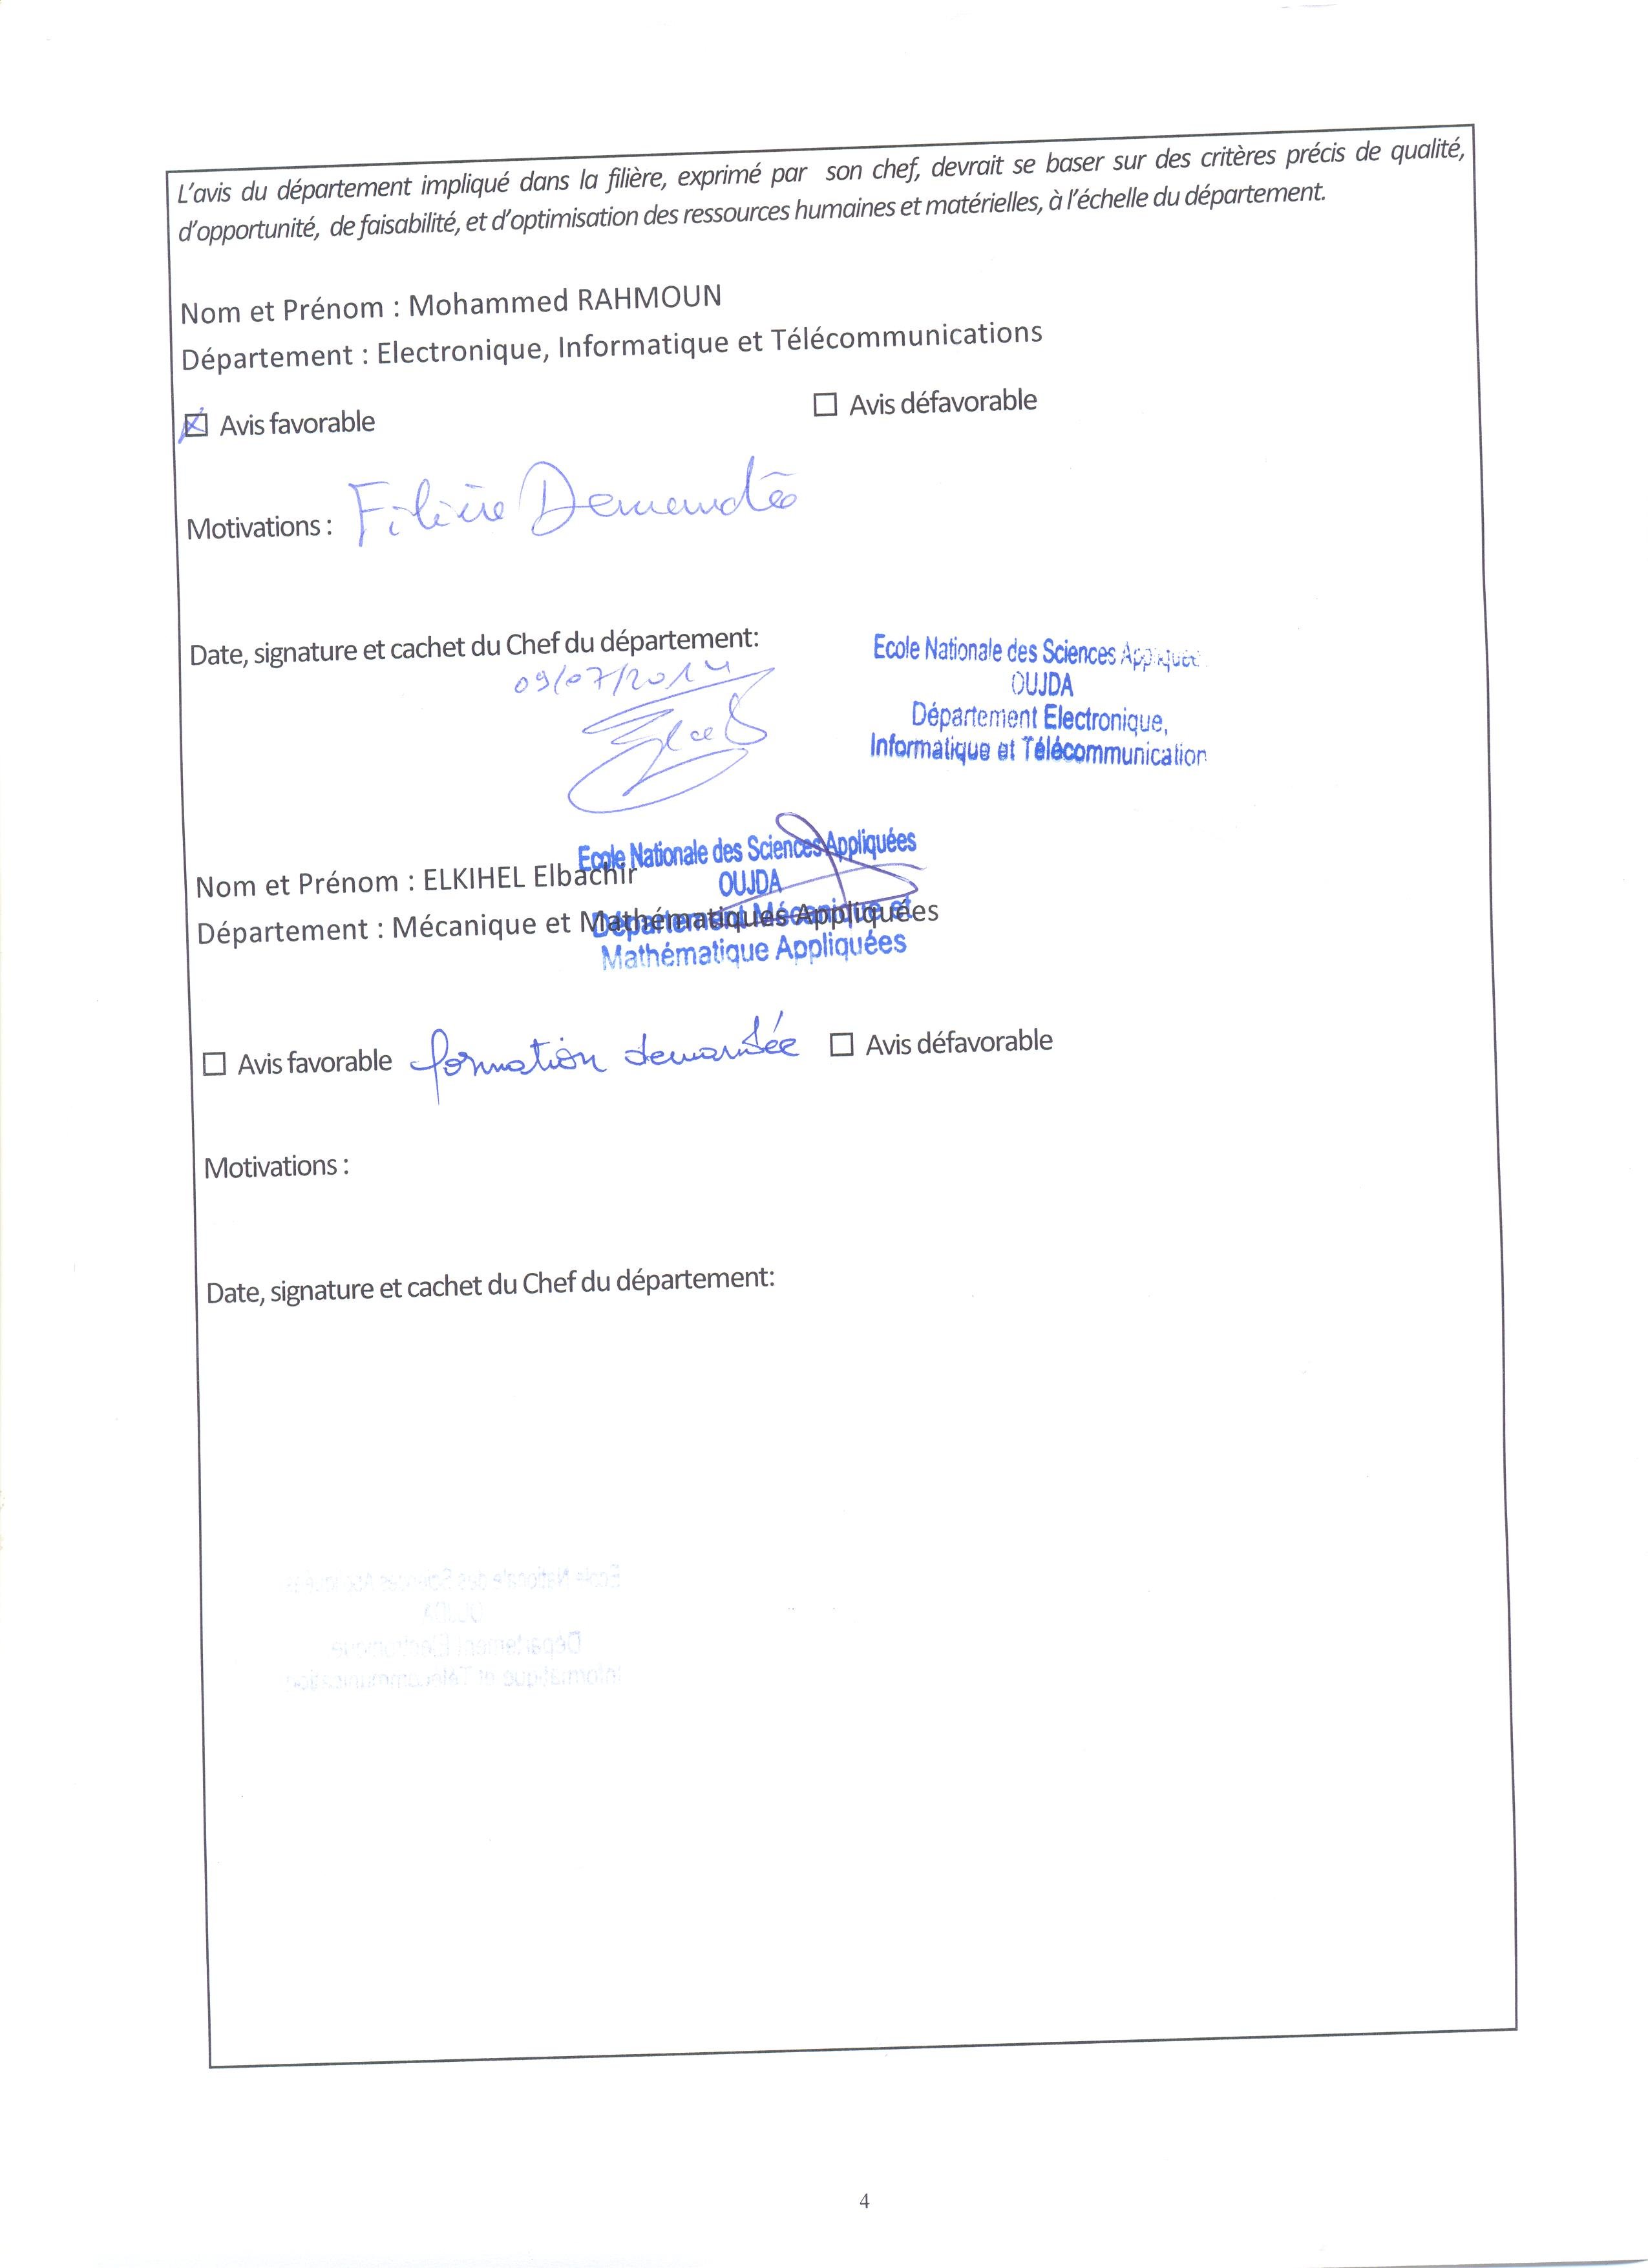 L'avis du département impliqué dans la filière, exprimé par son chef, devrait se baser sur des critères précis de qualité,
d'opportunité, de faisabilité, et d'optimisation des ressources humaines et matérielles, à l'échelle du département.
Nom et Prénom : Mohammed RAHMOUN
Département : Electronique, Informatique et Télécommunications
☒ Avis favorable ☐ Avis défavorable
Motivations : Filière Demandée
Date, signature et cachet du Chef du département:
09/07/2014
Ecole Nationale des Sciences Appliquée
OUJDA
Département Electronique,
Informatique et Télécommunication
Ecole Nationale des Sciences Appliquées
Nom et Prénom : ELKIHEL Elbachir
OUJDA
Département : Mécanique et Mathématiques Appliquées
Département Mécanique et
Mathématique Appliquées
☐ Avis favorable formation demandée ☐ Avis défavorable
Motivations :
Date, signature et cachet du Chef du département:
4